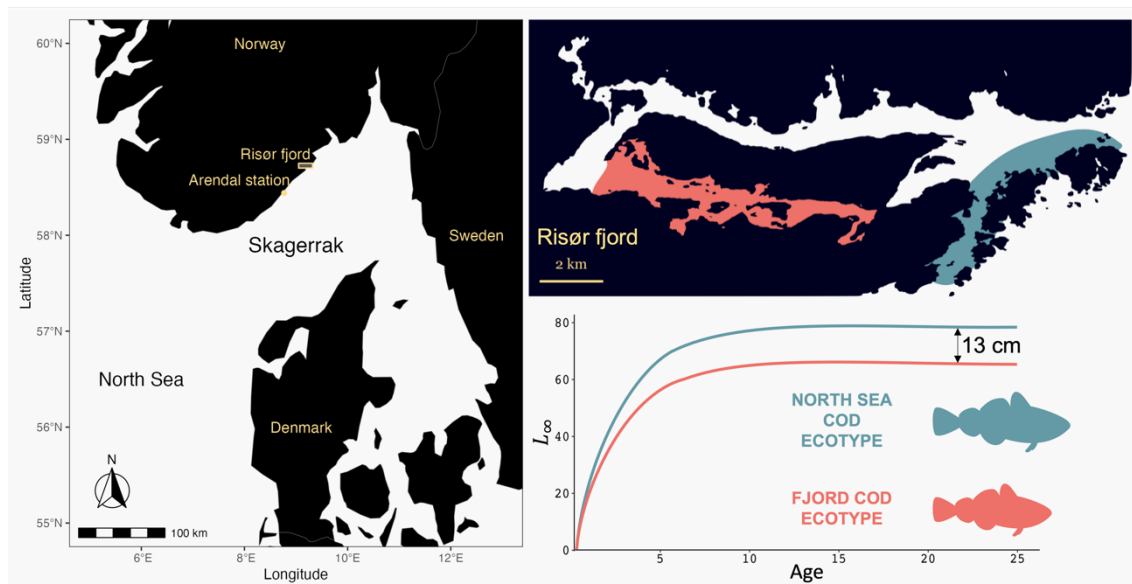 60°N
59°N
58°N
57°N
56°N
55°N
Latitude
Norway
Risør fjord
Arendal station
Skagerrak
Sweden
North Sea
Denmark
N
100 km
6°E
8°E
10°E
12°E
Longitude
Risør fjord
2 km
80
60
40
20
0
L∞
13 cm
NORTH SEA
COD
ECOTYPE
FJORD COD
ECOTYPE
5
10
15
20
25
Age